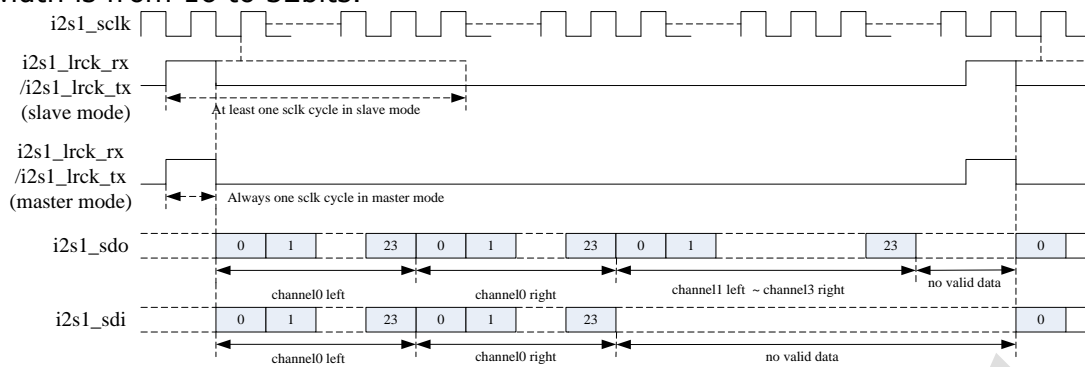 i2s1_sclk
i2s1_lrck_rx
/i2s1_lrck_tx
(slave mode)
At least one sclk cycle in slave mode
i2s1_lrck_rx
/i2s1_lrck_tx
(master mode)
Always one sclk cycle in master mode
i2s1_sdo 0 1 23 0 1 23 0 1 23 0
channel0 left channel0 right channel1 left ~ channel3 right no valid data
i2s1_sdi 0 1 23 0 1 23 0
channel0 left channel0 right no valid data